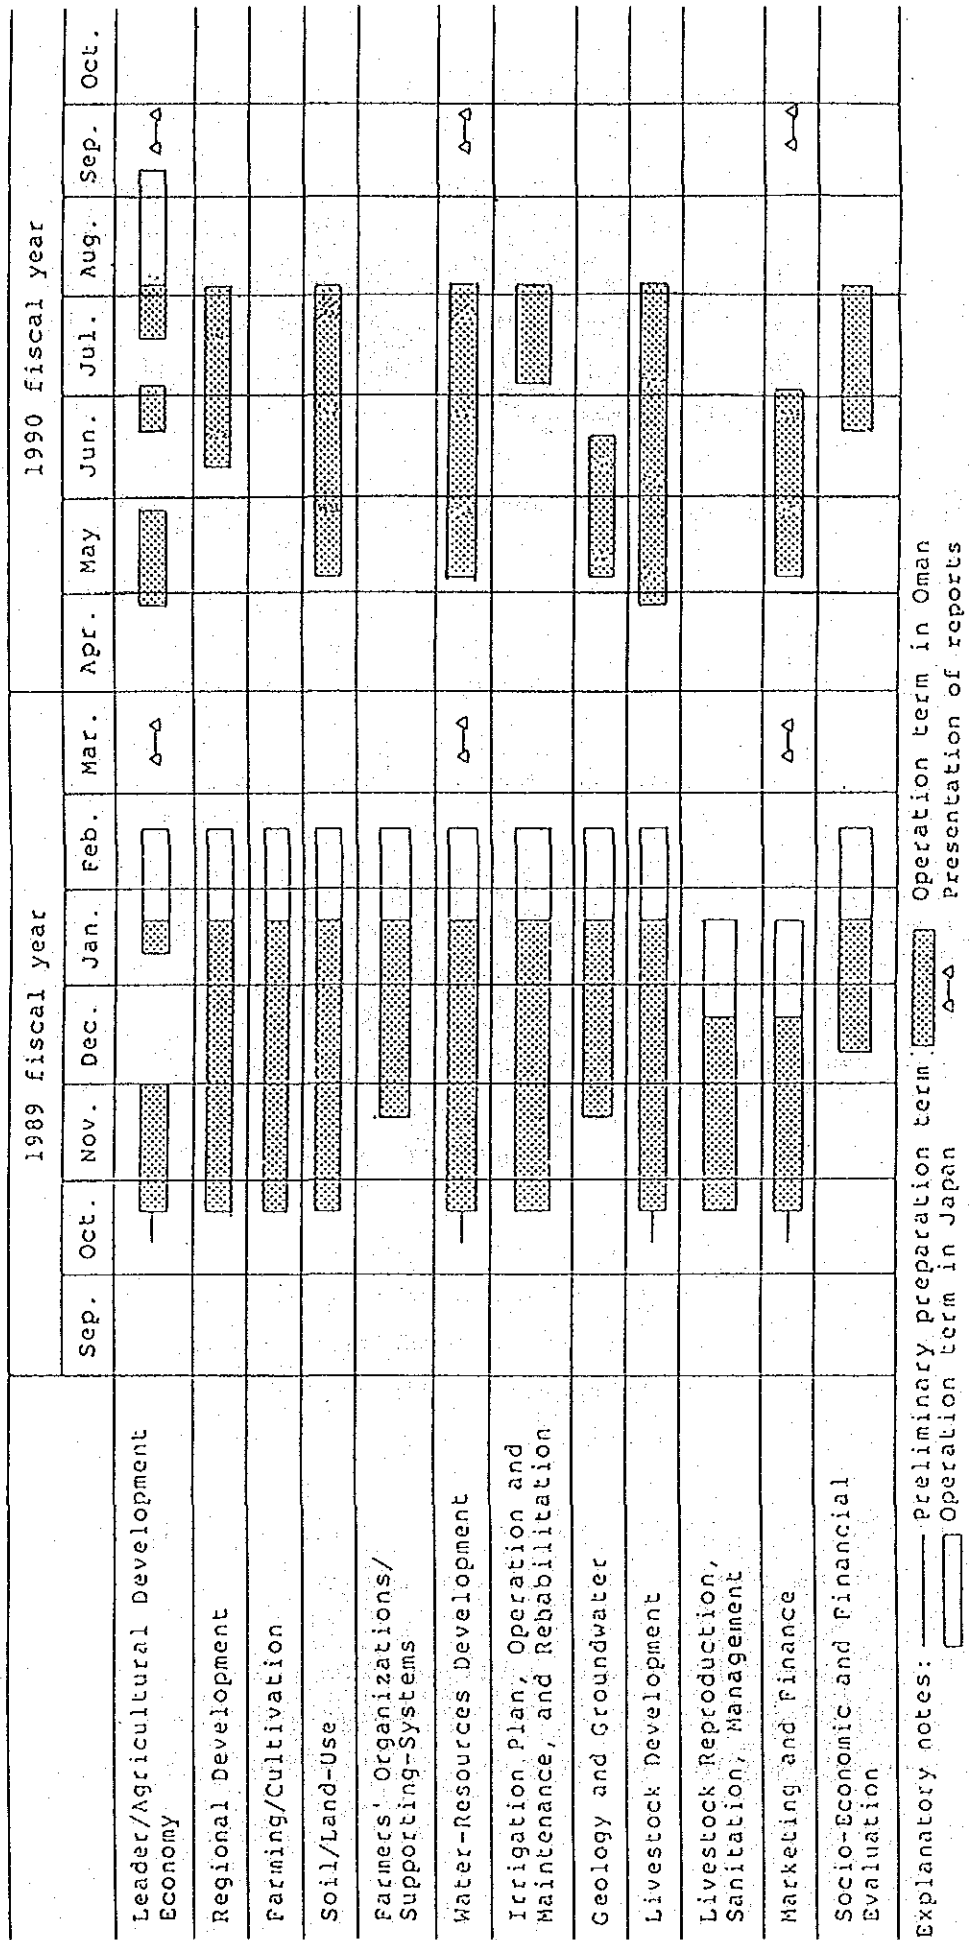 1989 fiscal year
1990 fiscal year
Sep. Oct. Nov. Dec. Jan. Feb. Mar. Apr. May Jun. Jul. Aug. Sep. Oct.
Leader/Agricultural Development
Economy
Regional Development
Farming/Cultivation
Soil/Land-Use
Farmers' Organizations/
Supporting-Systems
Water-Resources Development
Irrigation Plan, Operation and
Maintenance, and Rehabilitation
Geology and Groundwater
Livestock Development
Livestock Reproduction,
Sanitation, Management
Marketing and Finance
Socio-Economic and Financial
Evaluation
Explanatory notes: Preliminary preparation term Operation term in Oman
Operation term in Japan Presentation of reports